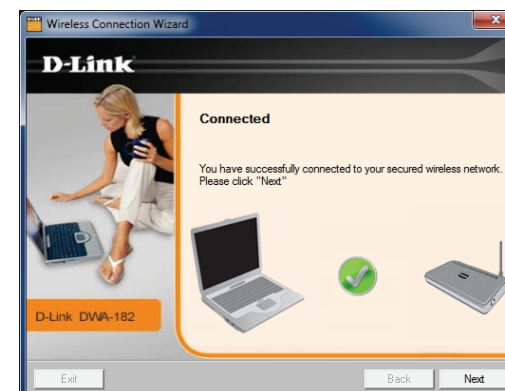 Wireless Connection Wizard
D-Link
Connected
You have successfully connected to your secured wireless network.
Please click "Next"
D-Link DWA-182
Exit
Back
Next